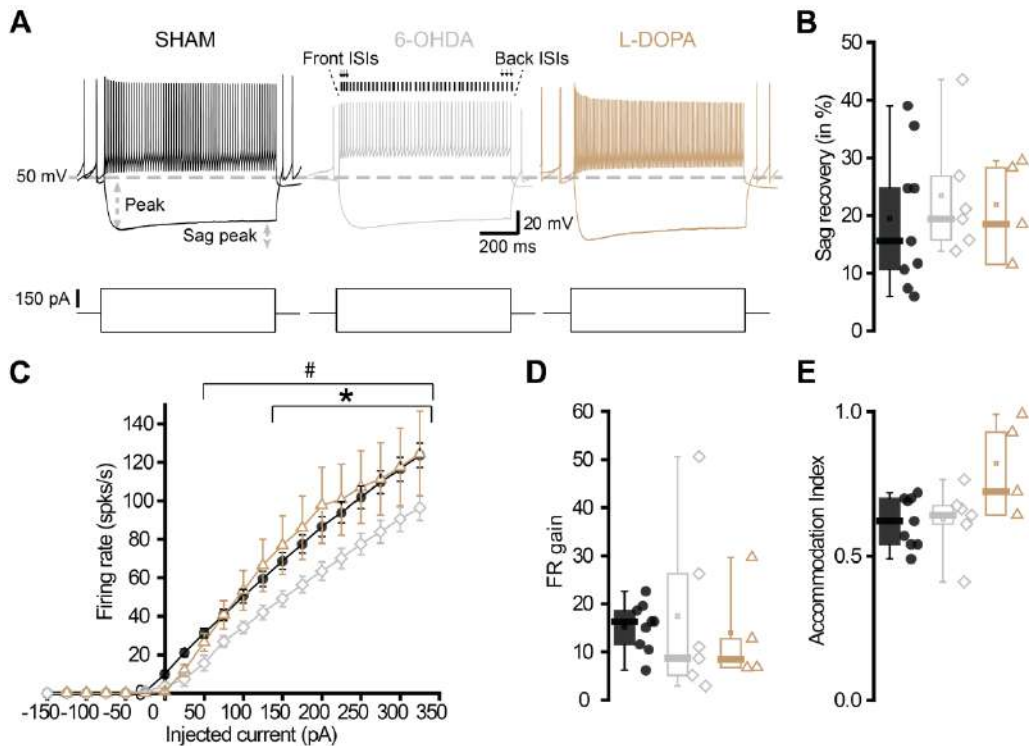 A
SHAM
6-OHDA
L-DOPA
Front ISIs
Back ISIs
50 mV
Peak
Sag peak
20 mV
200 ms
150 pA
B
Sag recovery (in %)
50
40
30
20
10
0
C
#
*
Firing rate (spks/s)
140
120
100
80
60
40
20
0
-150
-100
-50
0
50
100
150
200
250
300
350
Injected current (pA)
D
FR gain
60
50
40
30
20
10
0
E
Accommodation Index
1.0
0.5
0.0